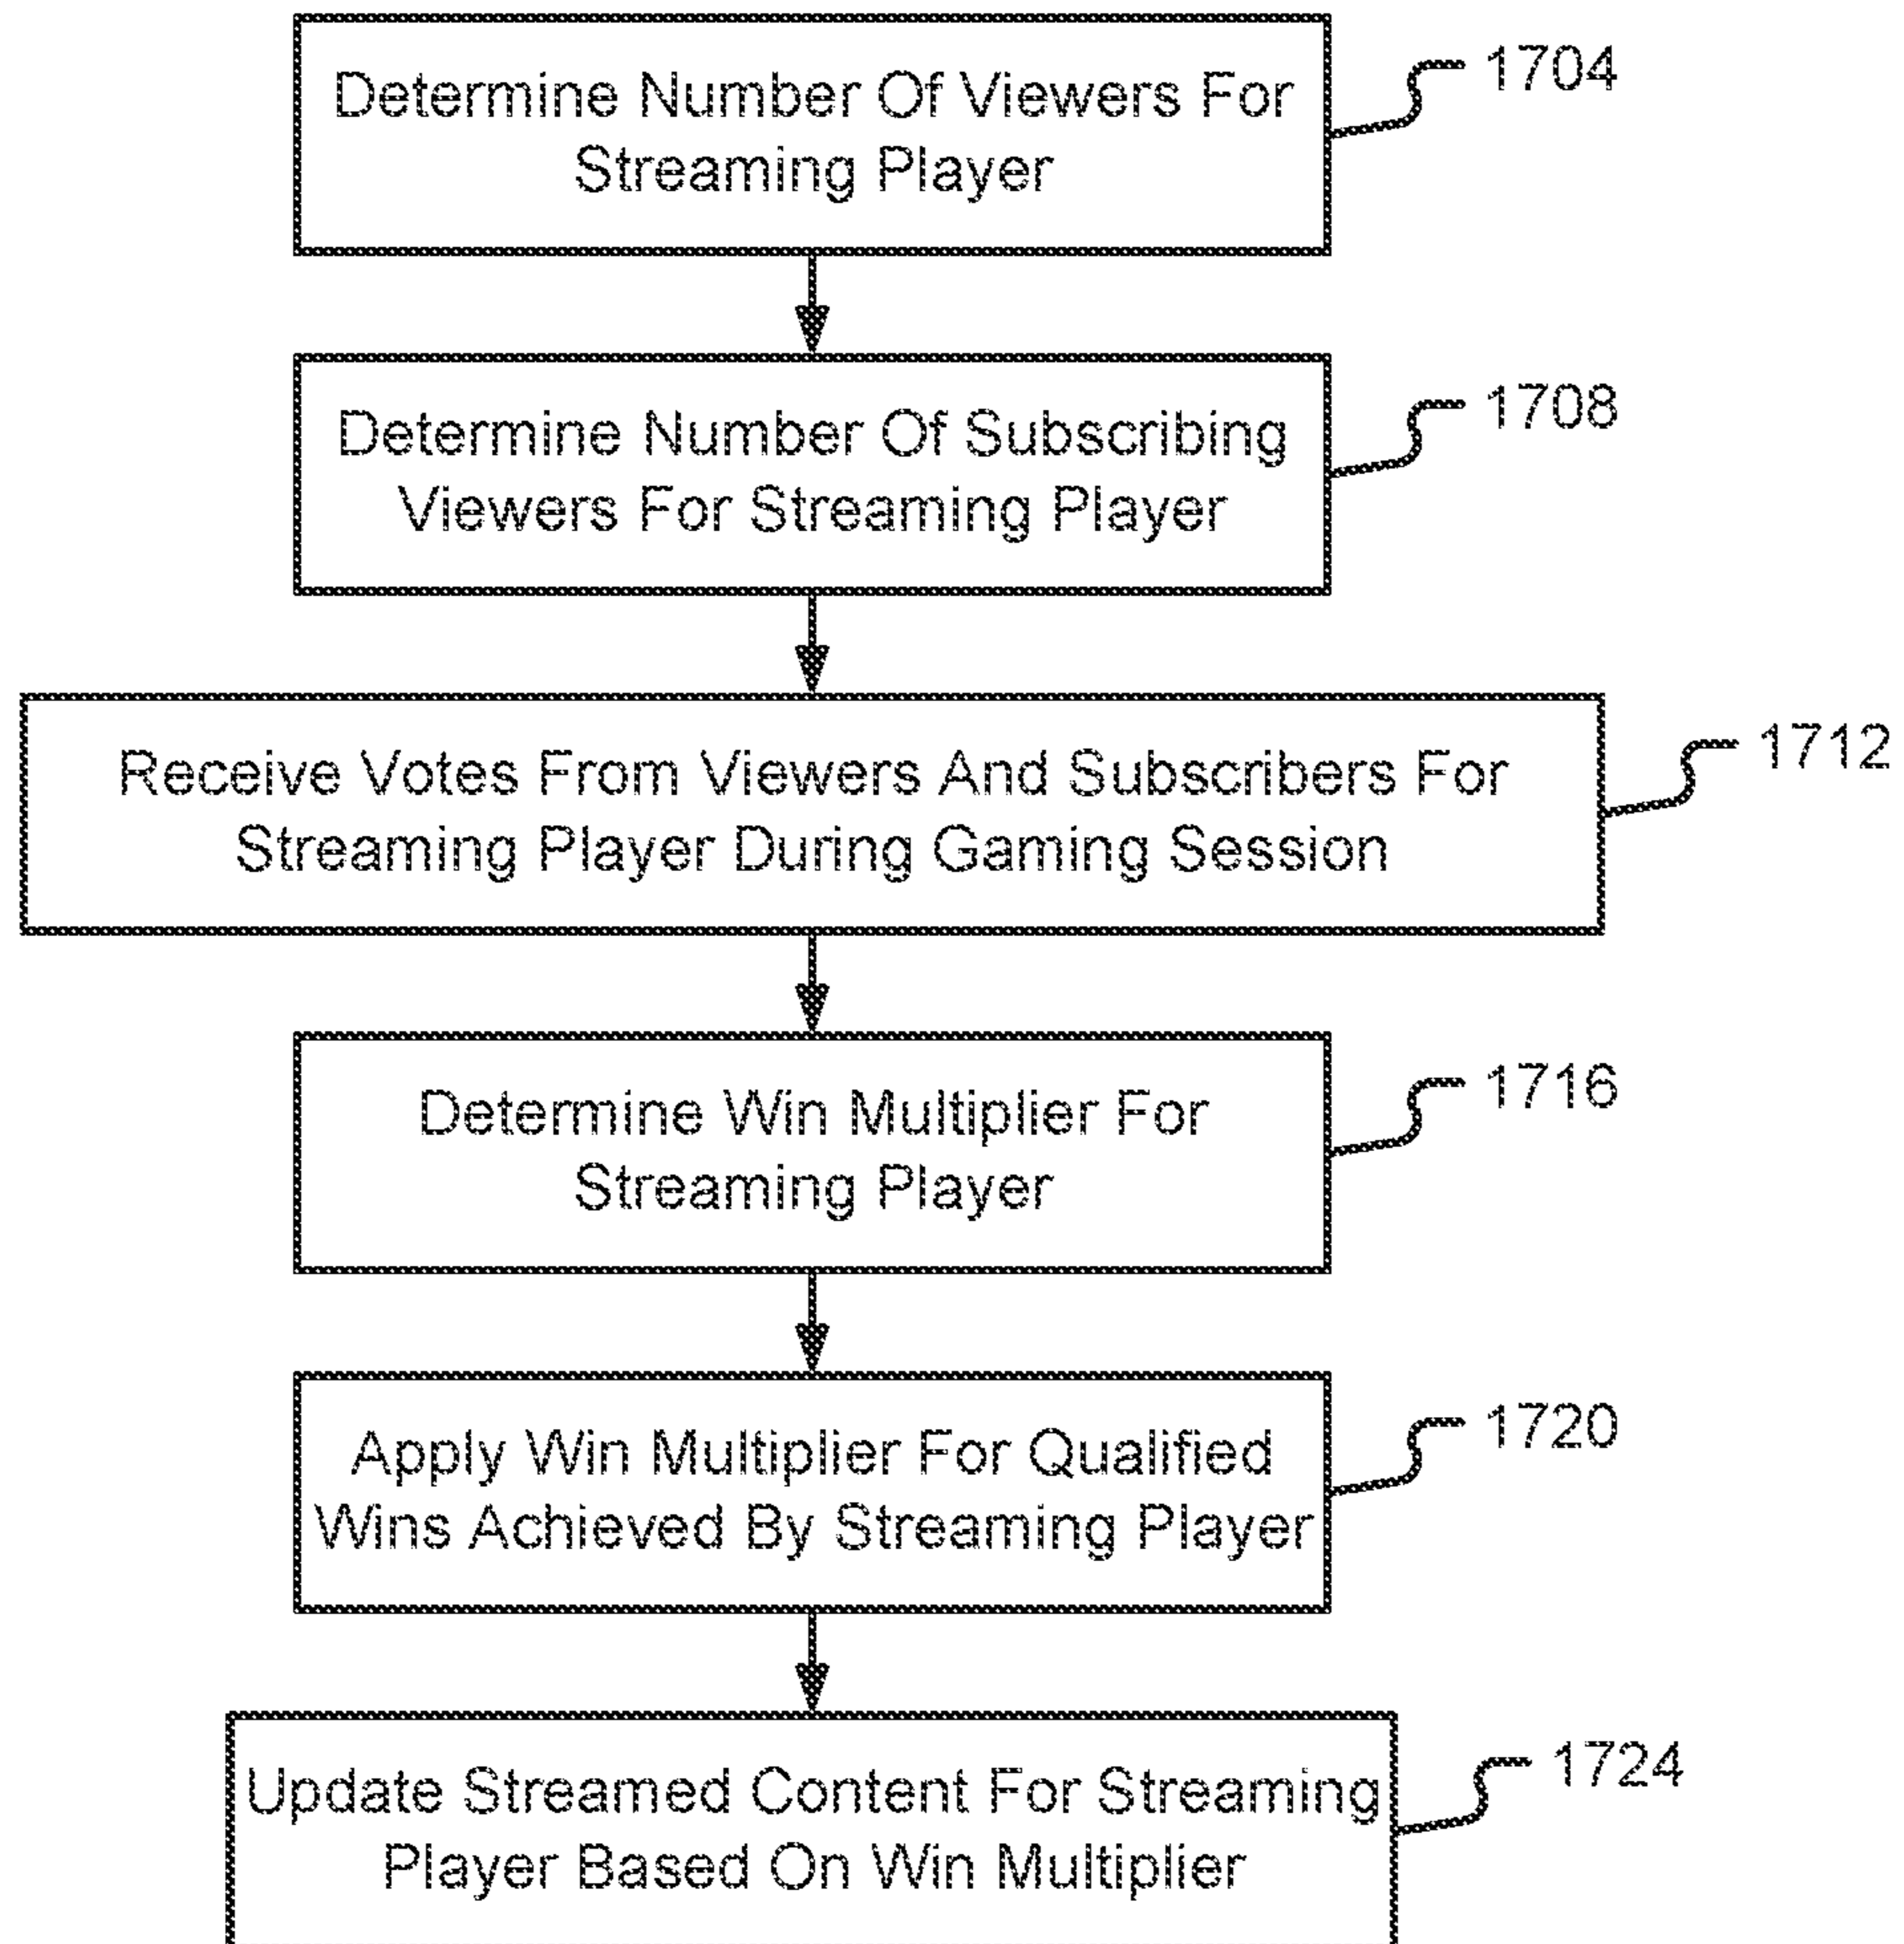 Determine Number Of Viewers For
Streaming Player
1704
Determine Number Of Subscribing
Viewers For Streaming Player
1708
Receive Votes From Viewers And Subscribers For
Streaming Player During Gaming Session
1712
Determine Win Multiplier For
Streaming Player
1716
Apply Win Multiplier For Qualified
Wins Achieved By Streaming Player
1720
Update Streamed Content For Streaming
Player Based On Win Multiplier
1724